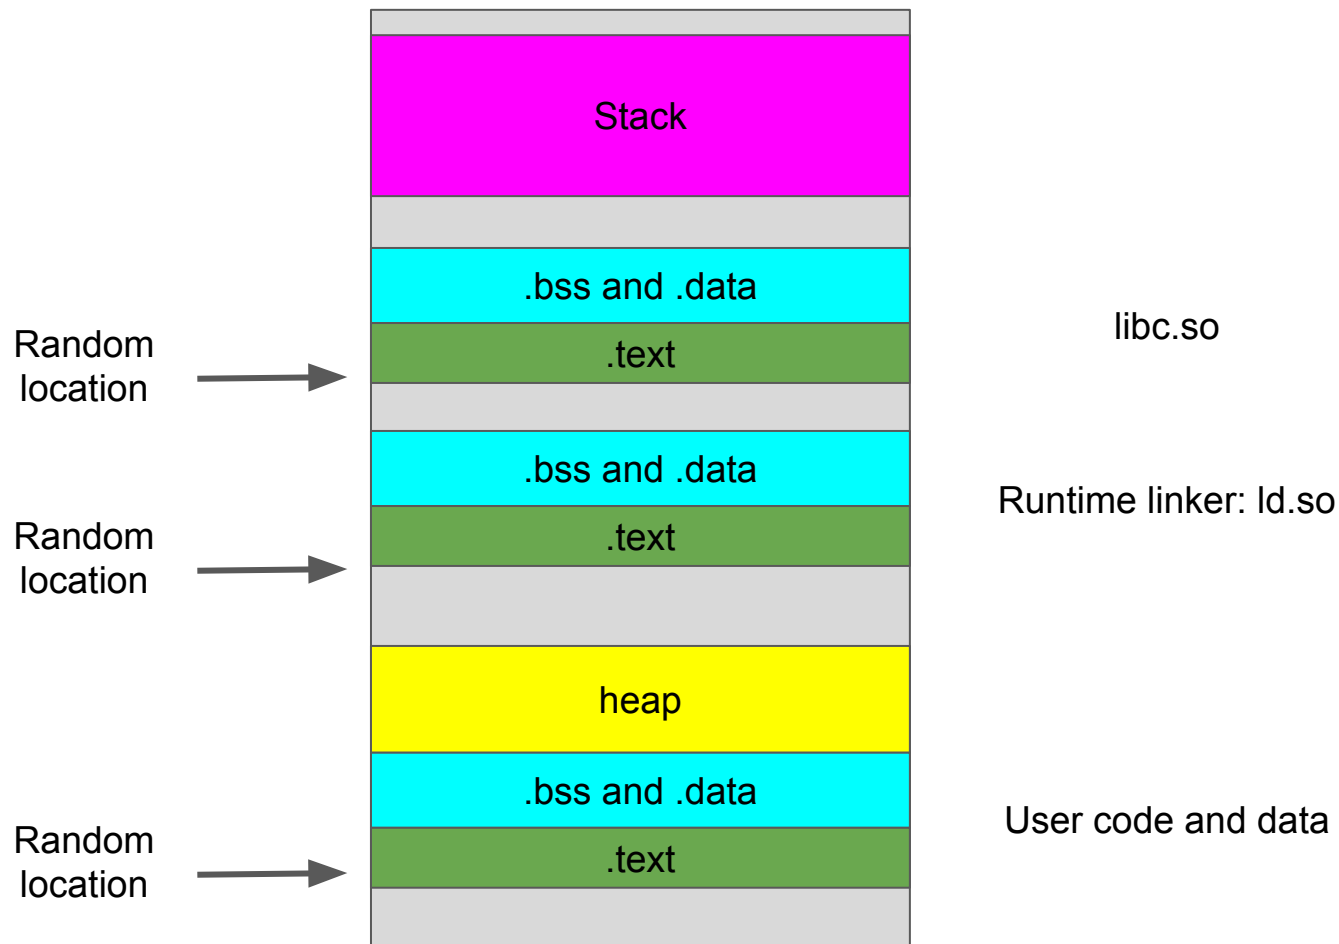 Stack
.bss and .data
libc.so
Random
location
.text
.bss and .data
Runtime linker: ld.so
Random
location
.text
heap
.bss and .data
User code and data
Random
location
.text